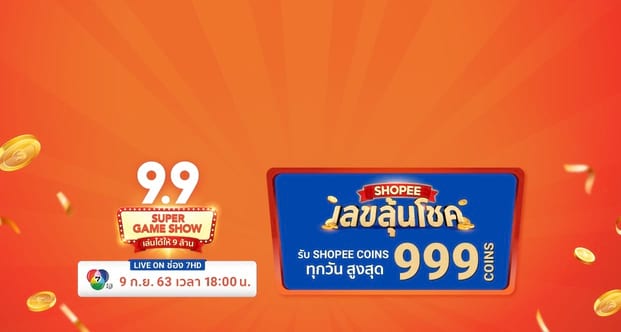 9.9
SUPER
GAME SHOW
เล่นได้ให้ 9 ล้าน
LIVE ON ช่อง 7HD
9 ก.ย. 63 เวลา 18:00 น.
SHOPEE
เลขลุ้นโชค
รับ SHOPEE COINS
ทุกวัน สูงสุด
999
COINS